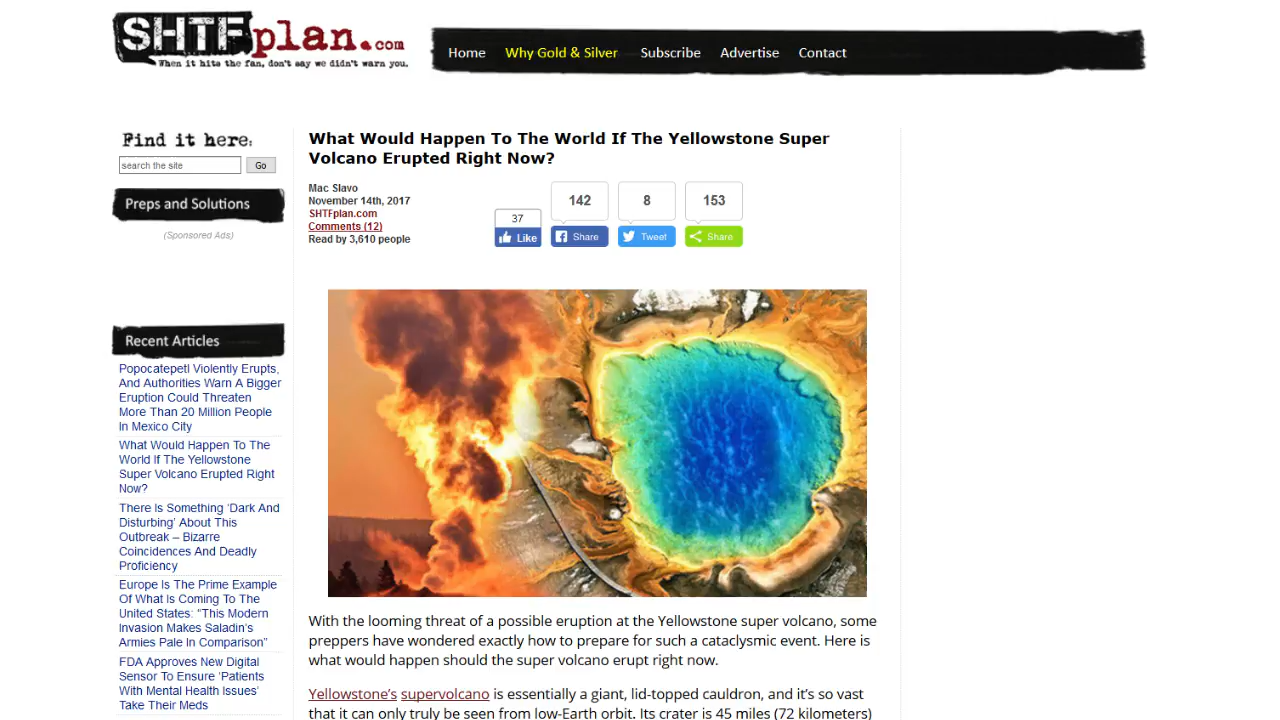 SHTFplan.com
When it hits the fan, don't say we didn't warn you.
Home Why Gold & Silver Subscribe Advertise Contact
Find it here:
search the site Go
Preps and Solutions
(Sponsored Ads)
Recent Articles
Popocatepetl Violently Erupts,
And Authorities Warn A Bigger
Eruption Could Threaten
More Than 20 Million People
In Mexico City
What Would Happen To The
World If The Yellowstone
Super Volcano Erupted Right
Now?
There Is Something ‘Dark And
Disturbing’ About This
Outbreak – Bizarre
Coincidences And Deadly
Proficiency
Europe Is The Prime Example
Of What Is Coming To The
United States: “This Modern
Invasion Makes Saladin’s
Armies Pale In Comparison”
FDA Approves New Digital
Sensor To Ensure ‘Patients
With Mental Health Issues’
Take Their Meds
What Would Happen To The World If The Yellowstone Super
Volcano Erupted Right Now?
Mac Slavo
November 14th, 2017
SHTFplan.com
Comments (12)
Read by 3,610 people
37 142 8 153
Like Share Tweet Share
With the looming threat of a possible eruption at the Yellowstone super volcano, some
preppers have wondered exactly how to prepare for such a cataclysmic event. Here is
what would happen should the super volcano erupt right now.
Yellowstone’s supervolcano is essentially a giant, lid-topped cauldron, and it’s so vast
that it can only truly be seen from low-Earth orbit. Its crater is 45 miles (72 kilometers)